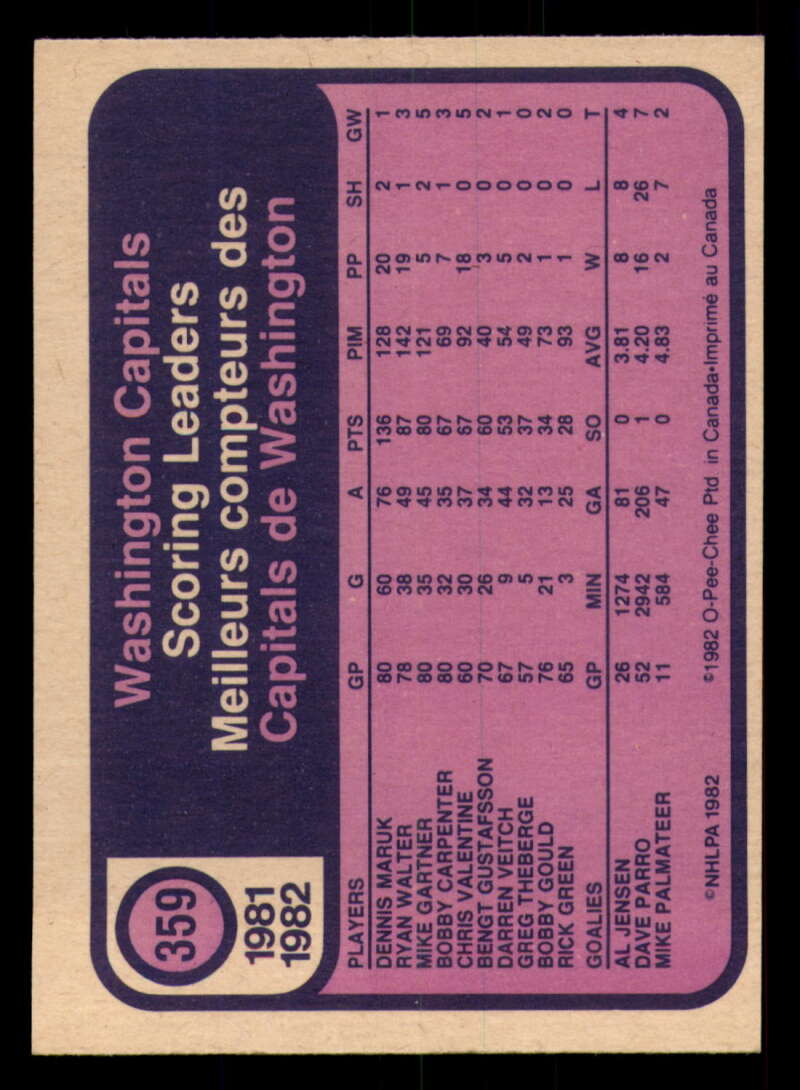 359
1981
1982
Washington Capitals
Scoring Leaders
Meilleurs compteurs des
Capitals de Washington
PLAYERS GP G A PTS PIM PP SH GW
DENNIS MARUK 80 60 76 136 128 20 2 1
RYAN WALTER 78 38 49 87 142 19 1 3
MIKE GARTNER 80 35 45 80 121 5 2 5
BOBBY CARPENTER 80 32 35 67 69 7 1 3
CHRIS VALENTINE 60 30 37 67 92 18 0 5
BENGT GUSTAFSSON 70 26 34 60 40 3 0 2
DARREN VEITCH 67 9 44 53 54 5 0 1
GREG THEBERGE 57 5 32 37 49 2 0 0
BOBBY GOULD 76 21 13 34 73 1 0 2
RICK GREEN 65 3 25 28 93 1 0 0
GOALIES GP MIN GA SO AVG W L T
AL JENSEN 26 1274 81 0 3.81 8 8 4
DAVE PARRO 52 2942 206 1 4.20 16 26 7
MIKE PALMATEER 11 584 47 0 4.83 2 7 2
©NHLPA 1982 ©1982 O-Pee-Chee Ptd in Canada•Imprimé au Canada